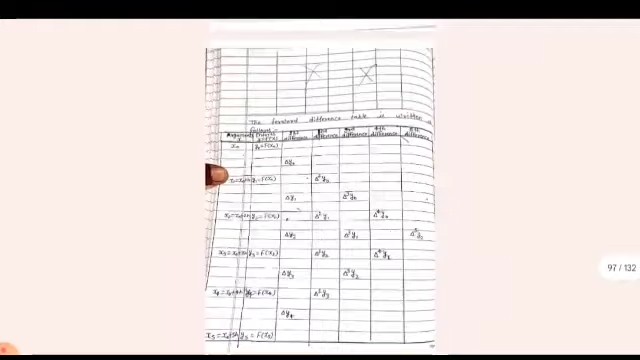 The forward difference table is written
follows :-
Arguments Entries 1st 2nd 3rd 4th 5th
x y=F(x) difference difference difference difference difference
x₀ y₀=F(x₀)
Δy₀
x₁=x₀+h y₁=F(x₁) Δ²y₀
Δy₁ Δ³y₀
x₂=x₀+2h y₂=F(x₂) Δ²y₁ Δ⁴y₀
Δy₂ Δ³y₁ Δ⁵y₀
x₃=x₀+3h y₃=F(x₃) Δ²y₂ Δ⁴y₁
Δy₃ Δ³y₂
x₄=x₀+4h y₄=F(x₄) Δ²y₃
Δy₄
x₅=x₀+5h y₅=F(x₅)
97 / 132